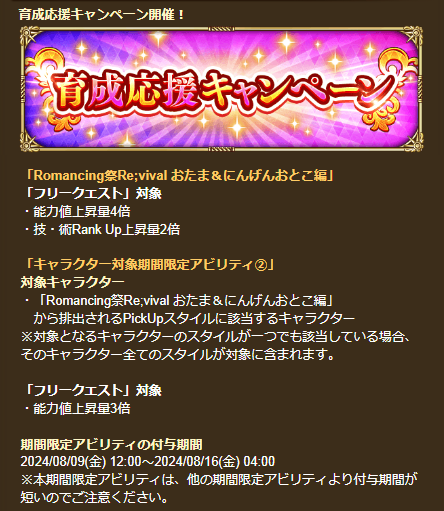 育成応援キャンペーン開催！
育成応援キャンペーン
「Romancing祭Re;vival おたま＆にんげんおとこ編」
「フリークエスト」対象
・能力値上昇量4倍
・技・術Rank Up上昇量2倍
「キャラクター対象期間限定アビリティ②」
対象キャラクター
・「Romancing祭Re;vival おたま＆にんげんおとこ編」
から排出されるPickUpスタイルに該当するキャラクター
※対象となるキャラクターのスタイルが一つでも該当している場合、
そのキャラクター全てのスタイルが対象に含まれます。
「フリークエスト」対象
・能力値上昇量3倍
期間限定アビリティの付与期間
2024/08/09(金) 12:00～2024/08/16(金) 04:00
※本期間限定アビリティは、他の期間限定アビリティより付与期間が
短いのでご注意ください。